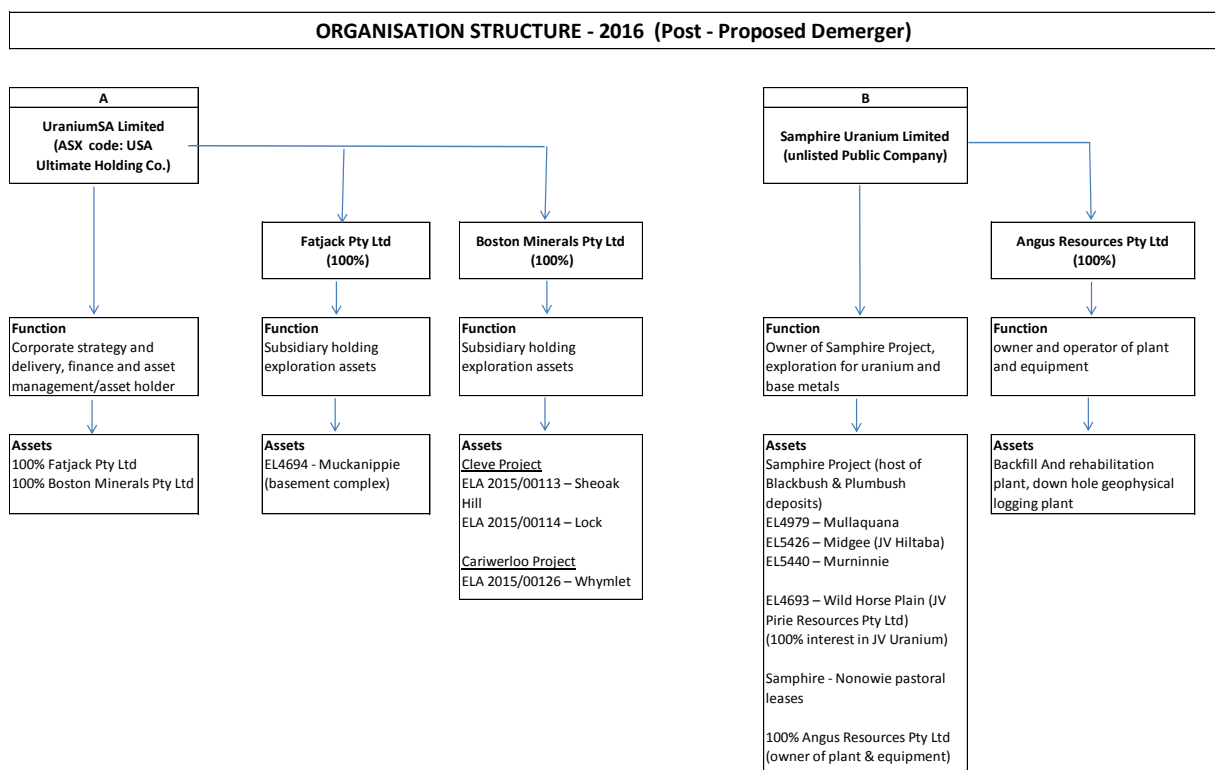 ORGANISATION STRUCTURE - 2016 (Post - Proposed Demerger)
A
UraniumSA Limited
(ASX code: USA
Ultimate Holding Co.)
B
Samphire Uranium Limited
(unlisted Public Company)
Fatjack Pty Ltd
(100%)
Boston Minerals Pty Ltd
(100%)
Angus Resources Pty Ltd
(100%)
Function
Corporate strategy and
delivery, finance and asset
management/asset holder
Function
Subsidiary holding
exploration assets
Function
Subsidiary holding
exploration assets
Function
Owner of Samphire Project,
exploration for uranium and
base metals
Function
owner and operator of plant
and equipment
Assets
100% Fatjack Pty Ltd
100% Boston Minerals Pty Ltd
Assets
EL4694 - Muckanippie
(basement complex)
Assets
Cleve Project
ELA 2015/00113 – Sheoak
Hill
ELA 2015/00114 – Lock
Cariwerloo Project
ELA 2015/00126 – Whymlet
Assets
Samphire Project (host of
Blackbush & Plumbush
deposits)
EL4979 – Mullaquana
EL5426 – Midgee (JV Hiltaba)
EL5440 – Murninnie
EL4693 – Wild Horse Plain (JV
Pirie Resources Pty Ltd)
(100% interest in JV Uranium)
Samphire - Nonowie pastoral
leases
100% Angus Resources Pty Ltd
(owner of plant & equipment)
Assets
Backfill And rehabilitation
plant, down hole geophysical
logging plant